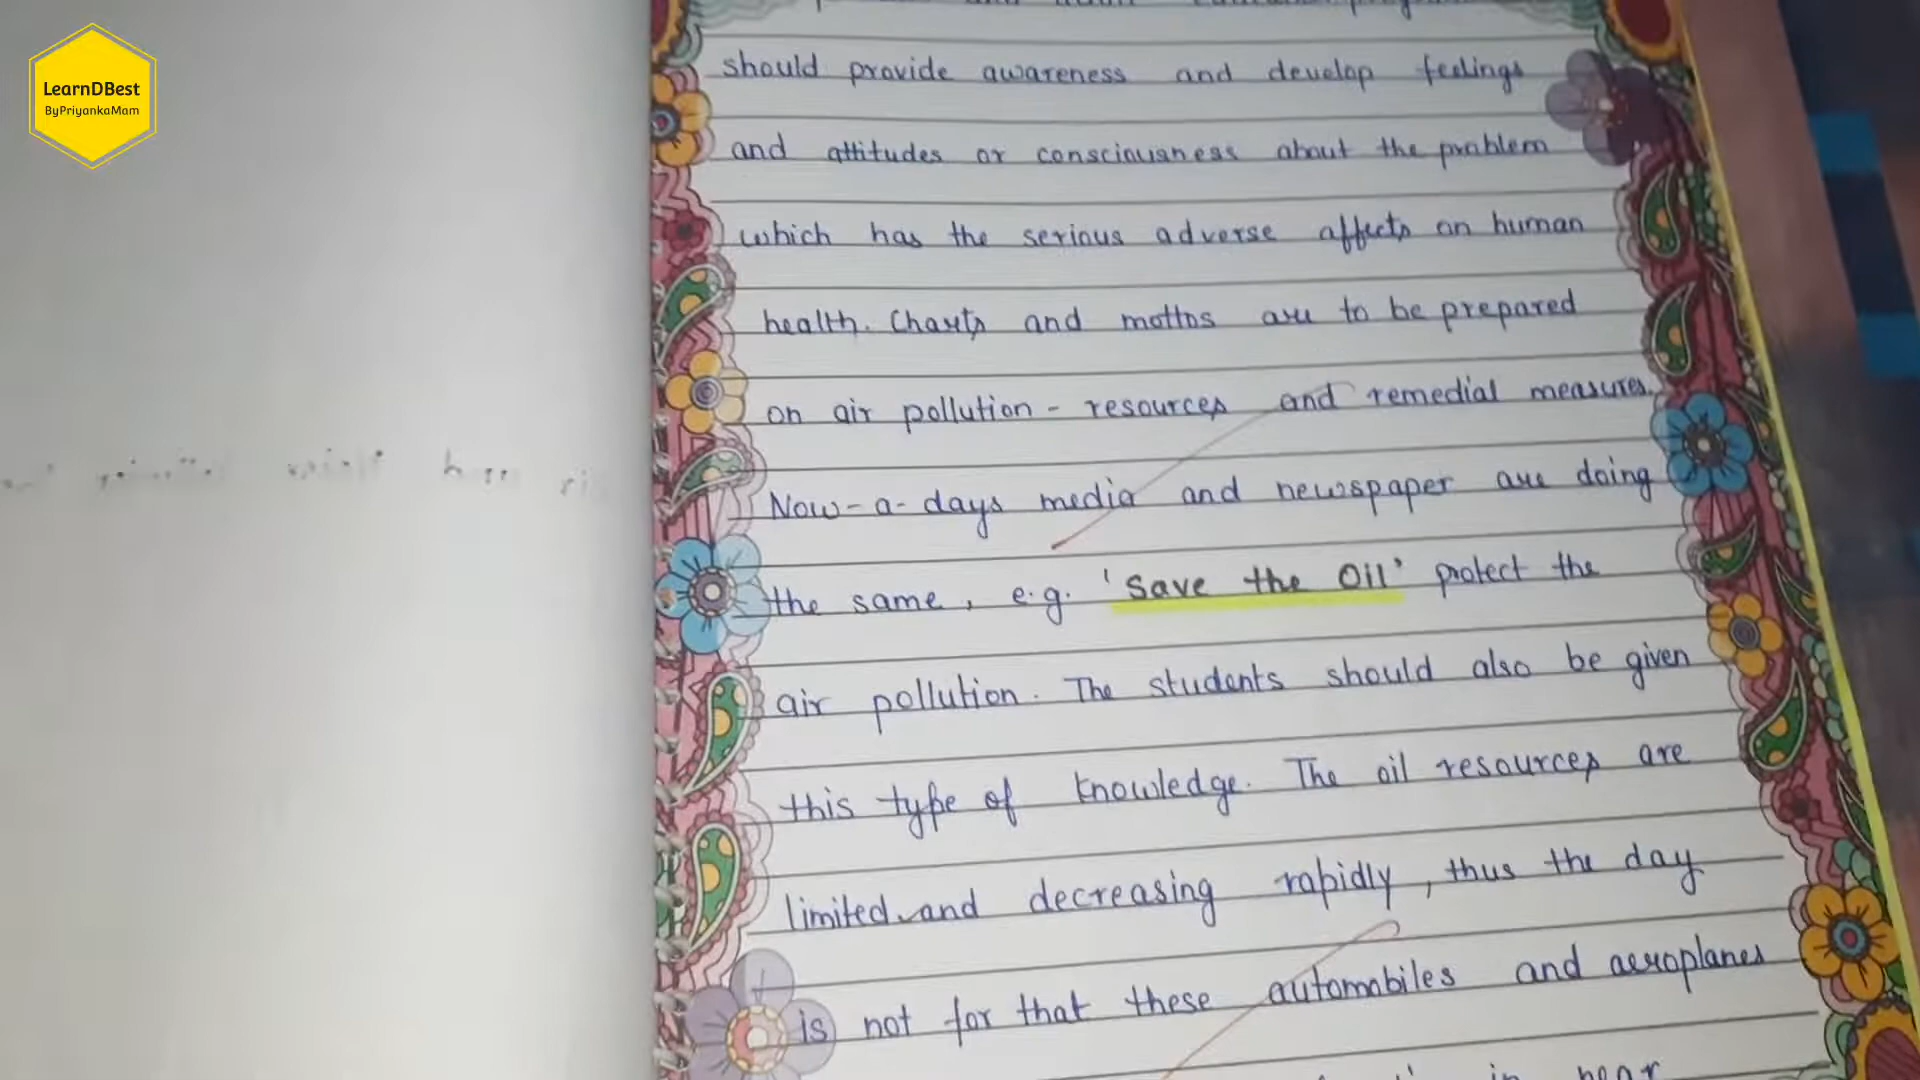 LearnDBest
ByPriyankaMam
should provide awareness and develop feelings
and attitudes or consciousness about the problem
which has the serious adverse affects on human
health. Charts and mottos are to be prepared
on air pollution - resources and remedial measures.
Now-a-days media and newspaper are doing
the same, e.g. 'Save the Oil' protect the
air pollution. The students should also be given
this type of knowledge. The oil resources are
limited and decreasing rapidly, thus the day
is not for that these automobiles and aeroplanes
in near